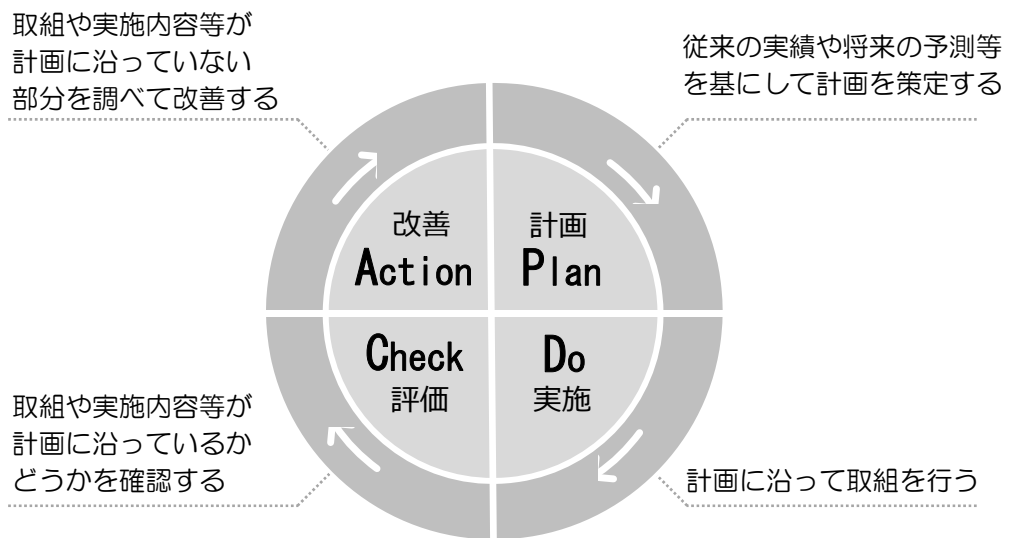 取組や実施内容等が
計画に沿っていない
部分を調べて改善する
従来の実績や将来の予測等
を基にして計画を策定する
改善
Action
計画
Plan
Check
評価
Do
実施
取組や実施内容等が
計画に沿っているか
どうかを確認する
計画に沿って取組を行う